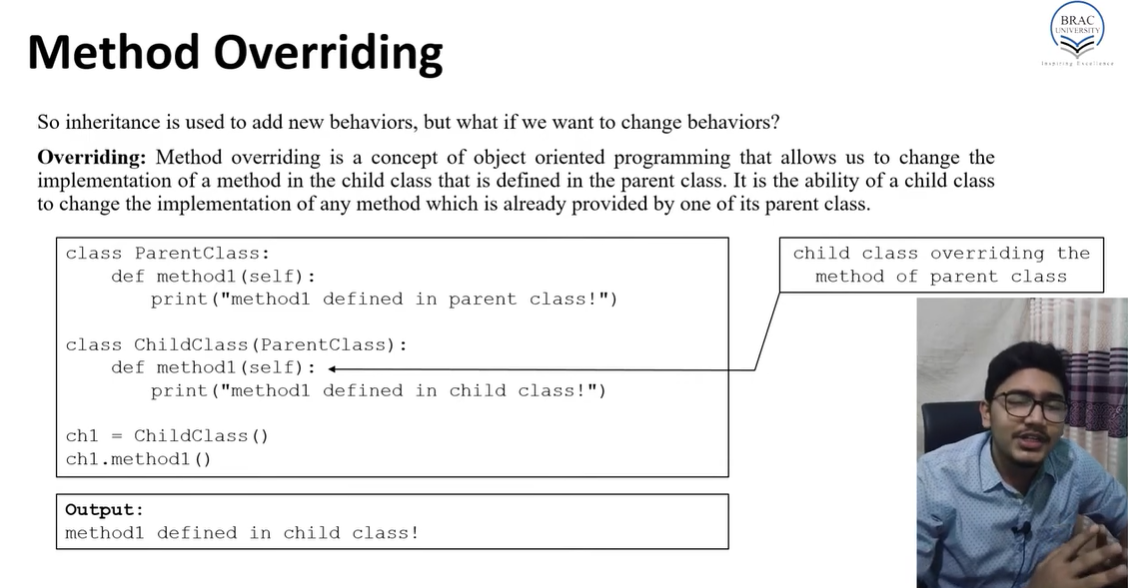 BRAC
UNIVERSITY
Inspiring Excellence
Method Overriding
So inheritance is used to add new behaviors, but what if we want to change behaviors?
Overriding: Method overriding is a concept of object oriented programming that allows us to change the
implementation of a method in the child class that is defined in the parent class. It is the ability of a child class
to change the implementation of any method which is already provided by one of its parent class.
class ParentClass:
    def method1(self):
        print("method1 defined in parent class!")
class ChildClass(ParentClass):
    def method1(self):
        print("method1 defined in child class!")
ch1 = ChildClass()
ch1.method1()
child class overriding the
method of parent class
Output:
method1 defined in child class!